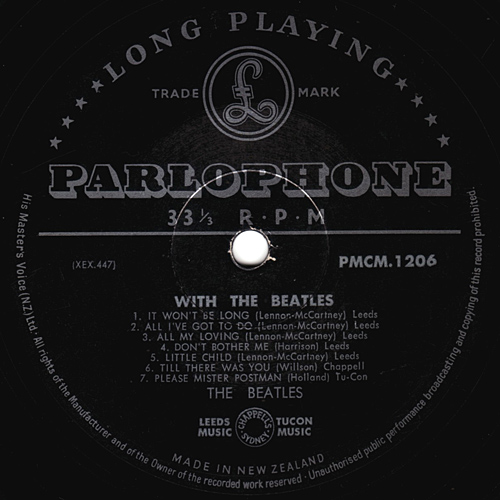 LONG PLAYING
TRADE MARK
£
PARLOPHONE
33 1/3 R·P·M
(XEX.447)
PMCM.1206
WITH THE BEATLES
1. IT WON'T BE LONG (Lennon-McCartney) Leeds
2. ALL I'VE GOT TO DO (Lennon-McCartney) Leeds
3. ALL MY LOVING (Lennon-McCartney) Leeds
4. DON'T BOTHER ME (Harrison) Leeds
5. LITTLE CHILD (Lennon-McCartney) Leeds
6. TILL THERE WAS YOU (Willson) Chappell
7. PLEASE MISTER POSTMAN (Holland) Tu-Con
THE BEATLES
LEEDS MUSIC
CHAPPELL'S SYDNEY
TUCON MUSIC
MADE IN NEW ZEALAND
His Master's Voice (N.Z.) Ltd. All rights of the Manufacturer and of the Owner of the recorded work reserved - Unauthorised public performance broadcasting and copying of this record prohibited.